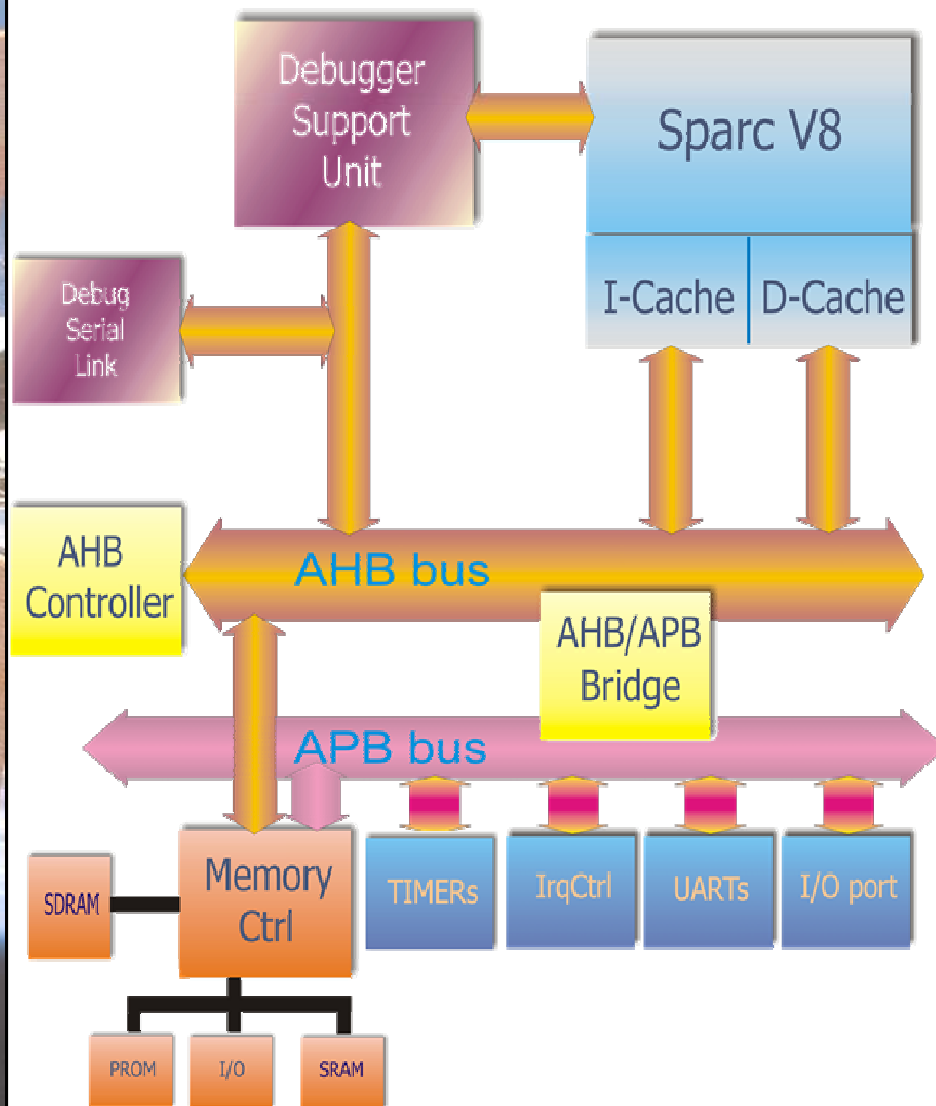 Debugger
Support
Unit
Sparc V8
I-Cache
D-Cache
Debug
Serial
Link
AHB
Controller
AHB bus
AHB/APB
Bridge
APB bus
Memory
Ctrl
TIMERs
IrqCtrl
UARTs
I/O port
SDRAM
PROM
I/O
SRAM